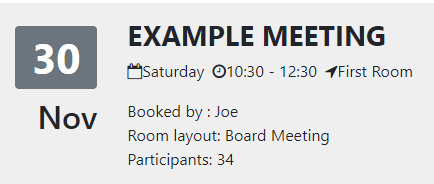 30
Nov
EXAMPLE MEETING
Saturday 10:30 - 12:30 First Room
Booked by : Joe
Room layout: Board Meeting
Participants: 34